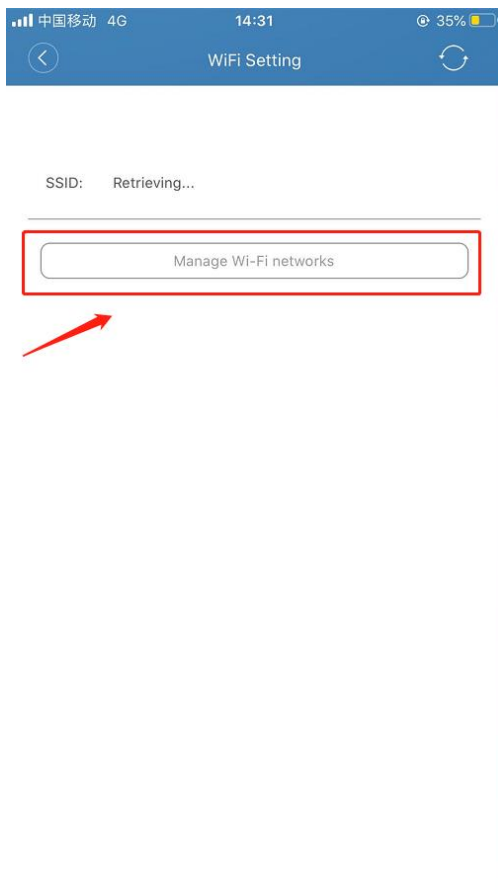 中国移动 4G 14:31 35%
WiFi Setting
SSID: Retrieving...
Manage Wi-Fi networks